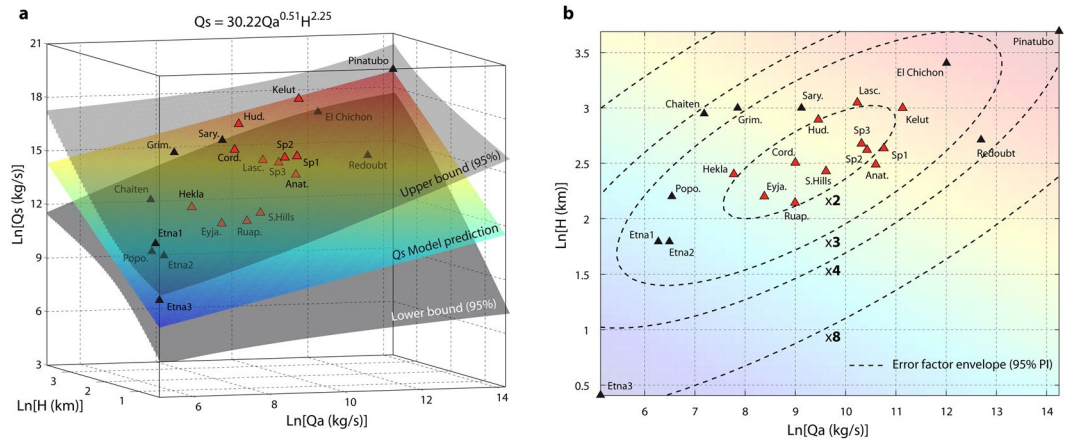 a
Qs = 30.22Qa^0.51H^2.25
21
18
15
12
9
6
3
Ln[Qs (kg/s)]
3
2
1
Ln[H (km)]
6
8
10
12
14
Ln[Qa (kg/s)]
Pinatubo
Kelut
El Chichon
Hud.
Sary.
Grim.
Cord.
Sp2
Lasc.
Sp1
Sp3
Redoubt
Anat.
Upper bound (95%)
Chaiten
Hekla
S.Hills
Eyja.
Ruap.
Etna1
Popo.
Etna2
Qs Model prediction
Etna3
Lower bound (95%)
b
Ln[H (km)]
3.5
3
2.5
2
1.5
1
0.5
Pinatubo
El Chichon
Chaiten
Sary.
Lasc.
Grim.
Hud.
Kelut
Sp3
Cord.
Sp2
Sp1
Redoubt
Hekla
S.Hills
Anat.
Popo.
Eyja.
x2
Ruap.
Etna1
Etna2
x3
x4
x8
Error factor envelope (95% PI)
Etna3
6
7
8
9
10
11
12
13
14
Ln[Qa (kg/s)]